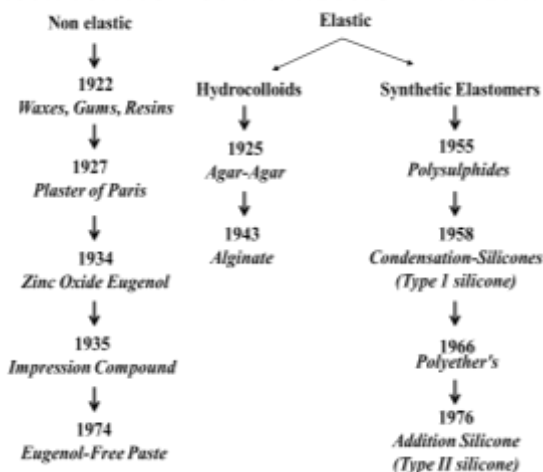 Non elastic
1922
Waxes, Gums, Resins
1927
Plaster of Paris
1934
Zinc Oxide Eugenol
1935
Impression Compound
1974
Eugenol-Free Paste
Elastic
Hydrocolloids
1925
Agar-Agar
1943
Alginate
Synthetic Elastomers
1955
Polysulphides
1958
Condensation-Silicones
(Type I silicone)
1966
Polyether's
1976
Addition Silicone
(Type II silicone)